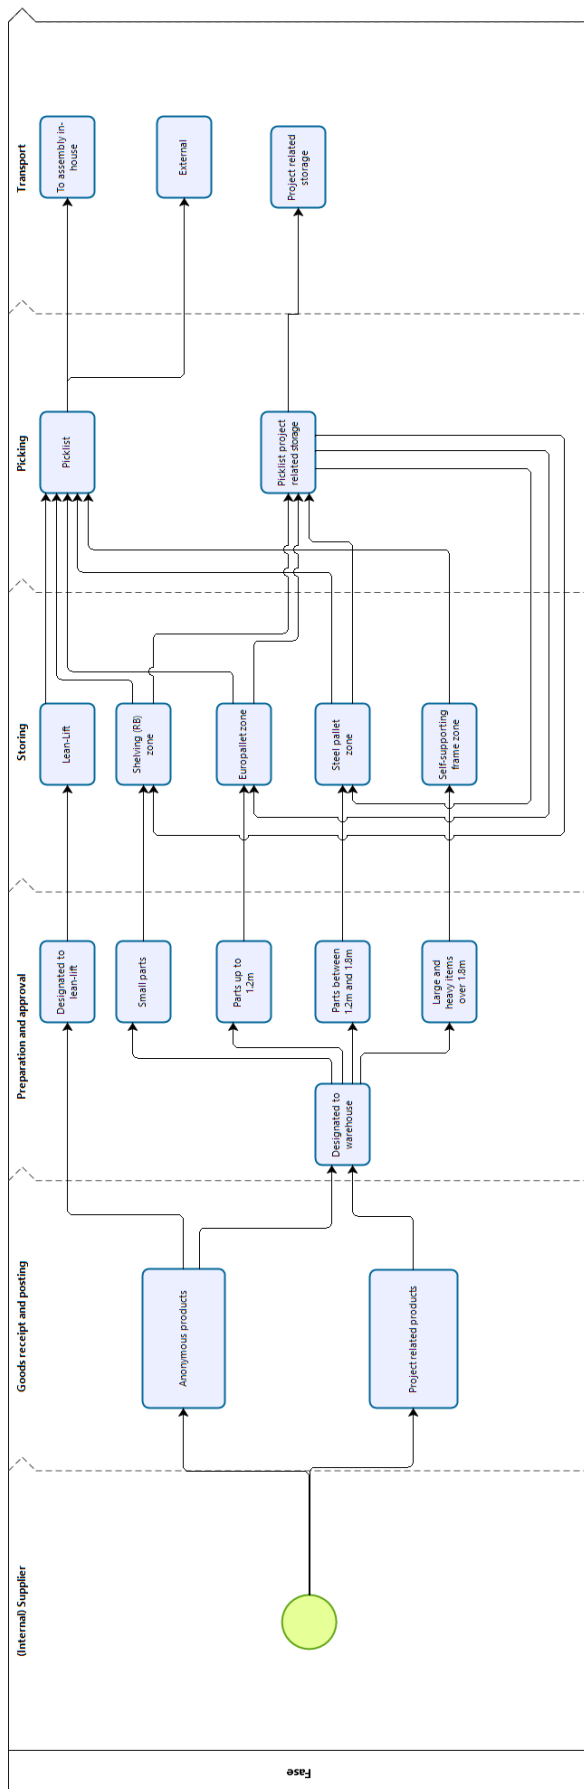 Fase
(Internal) Supplier
Goods receipt and posting
Anonymous products
Project related products
Preparation and approval
Designated to
warehouse
Designated to
lean-lift
Small parts
Parts up to
1.2m
Parts between
1.2m and 1.8m
Large and
heavy items
over 1.8m
Storing
Lean-Lift
Shelving (RB)
zone
Europallet zone
Steel pallet
zone
Self-supporting
frame zone
Picking
Picklist
Picklist project
related storage
Transport
To assembly in-
house
External
Project related
storage